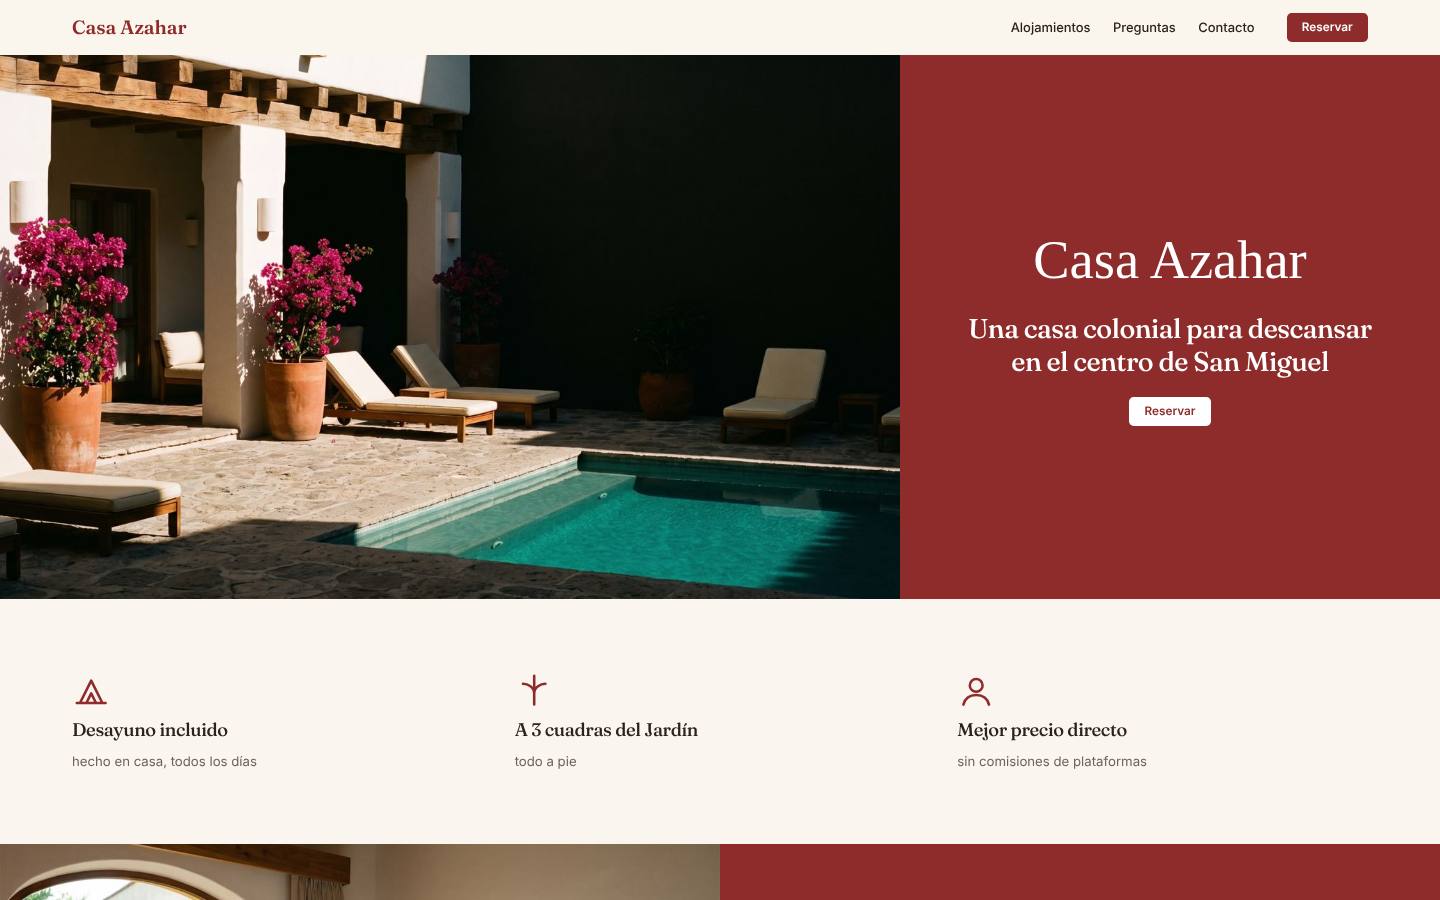 Casa Azahar
Alojamientos
Preguntas
Contacto
Reservar
Casa Azahar
Una casa colonial para descansar
en el centro de San Miguel
Reservar
Desayuno incluido
hecho en casa, todos los días
A 3 cuadras del Jardín
todo a pie
Mejor precio directo
sin comisiones de plataformas